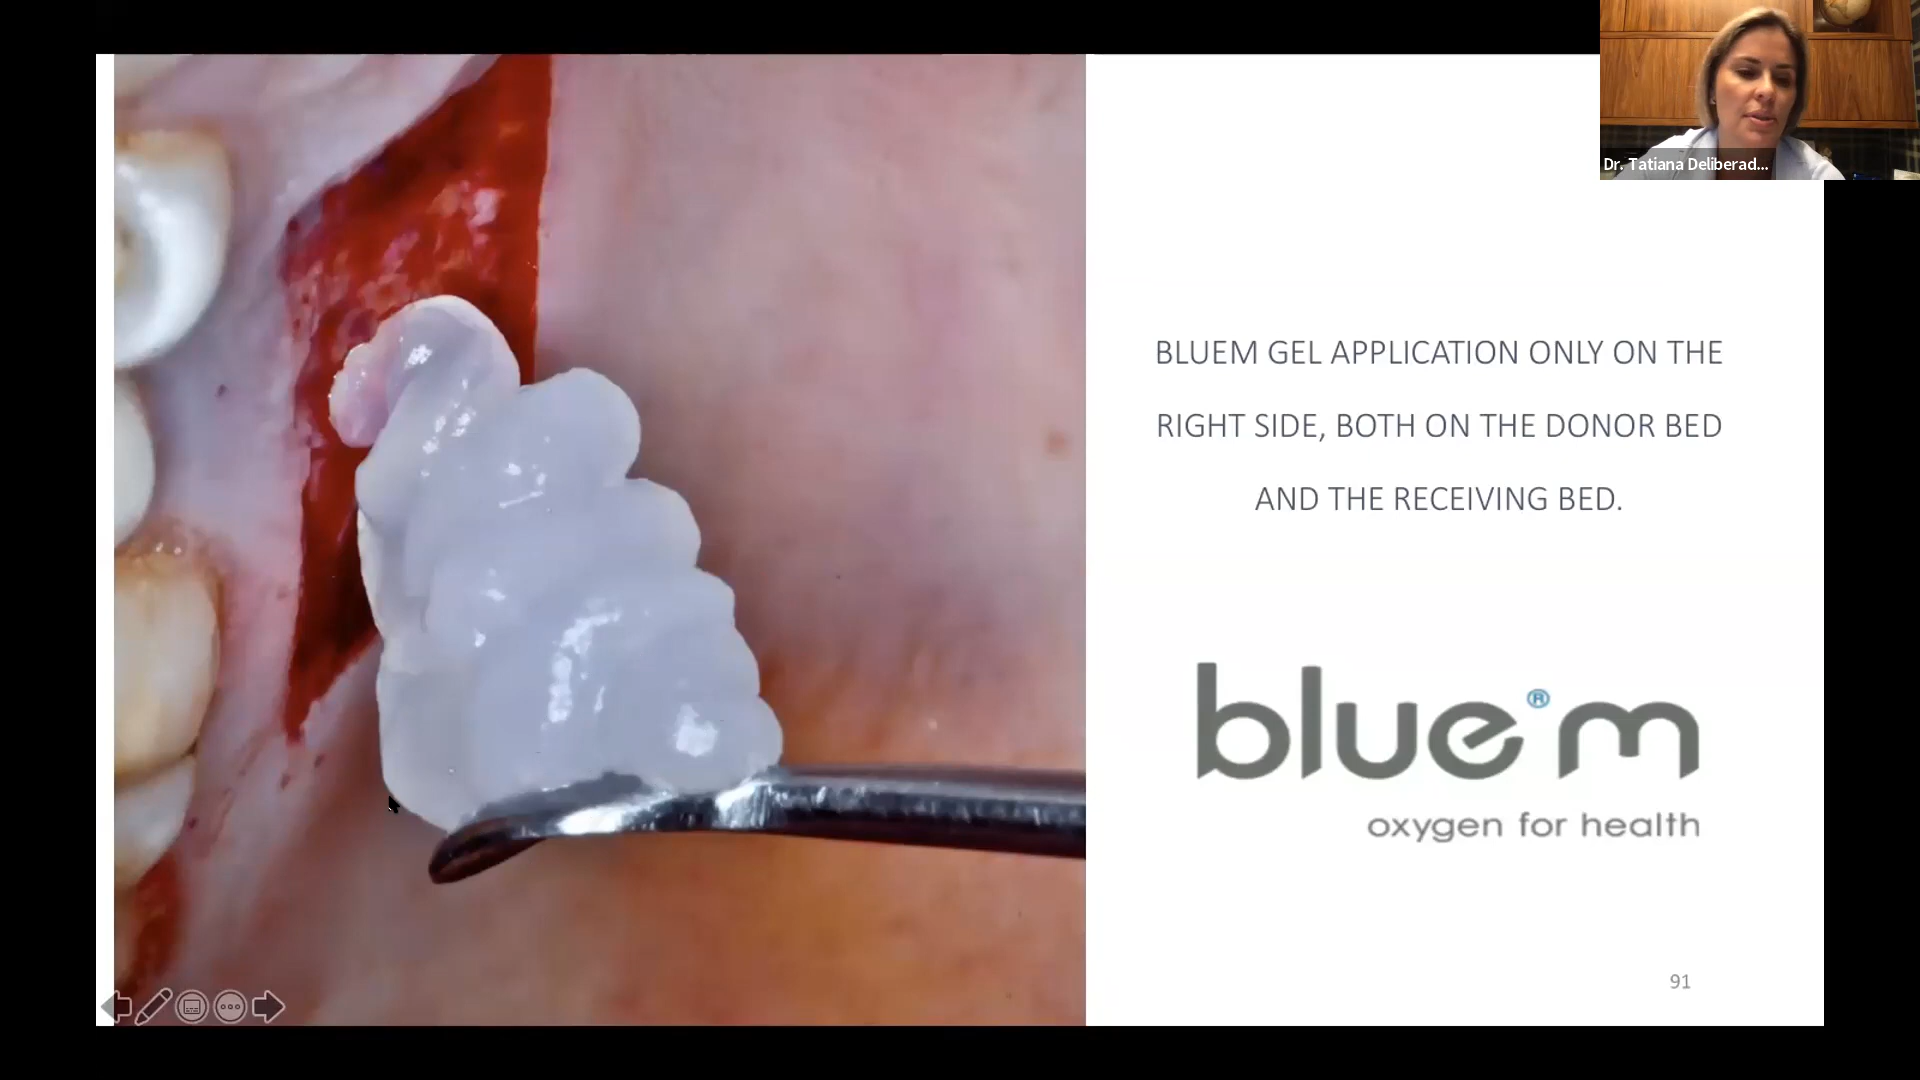 Dr. Tatiana Deliberad...
BLUEM GEL APPLICATION ONLY ON THE
RIGHT SIDE, BOTH ON THE DONOR BED
AND THE RECEIVING BED.
blue®m
oxygen for health
91